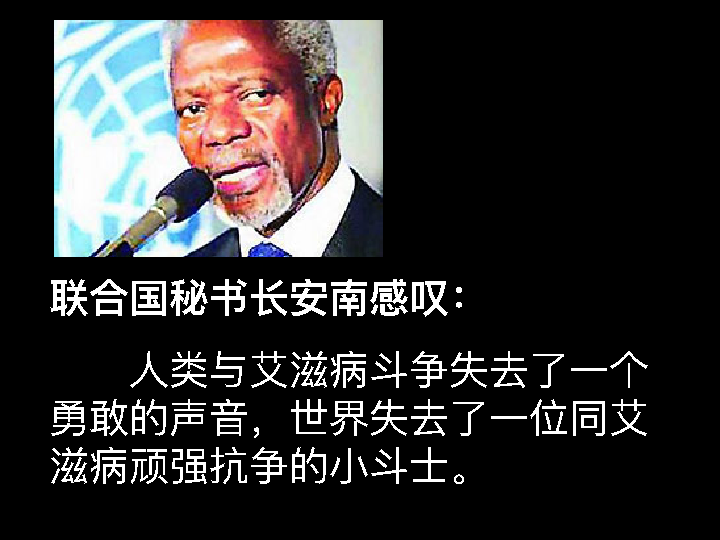 联合国秘书长安南感叹：
人类与艾滋病斗争失去了一个
勇敢的声音，世界失去了一位同艾
滋病顽强抗争的小斗士。